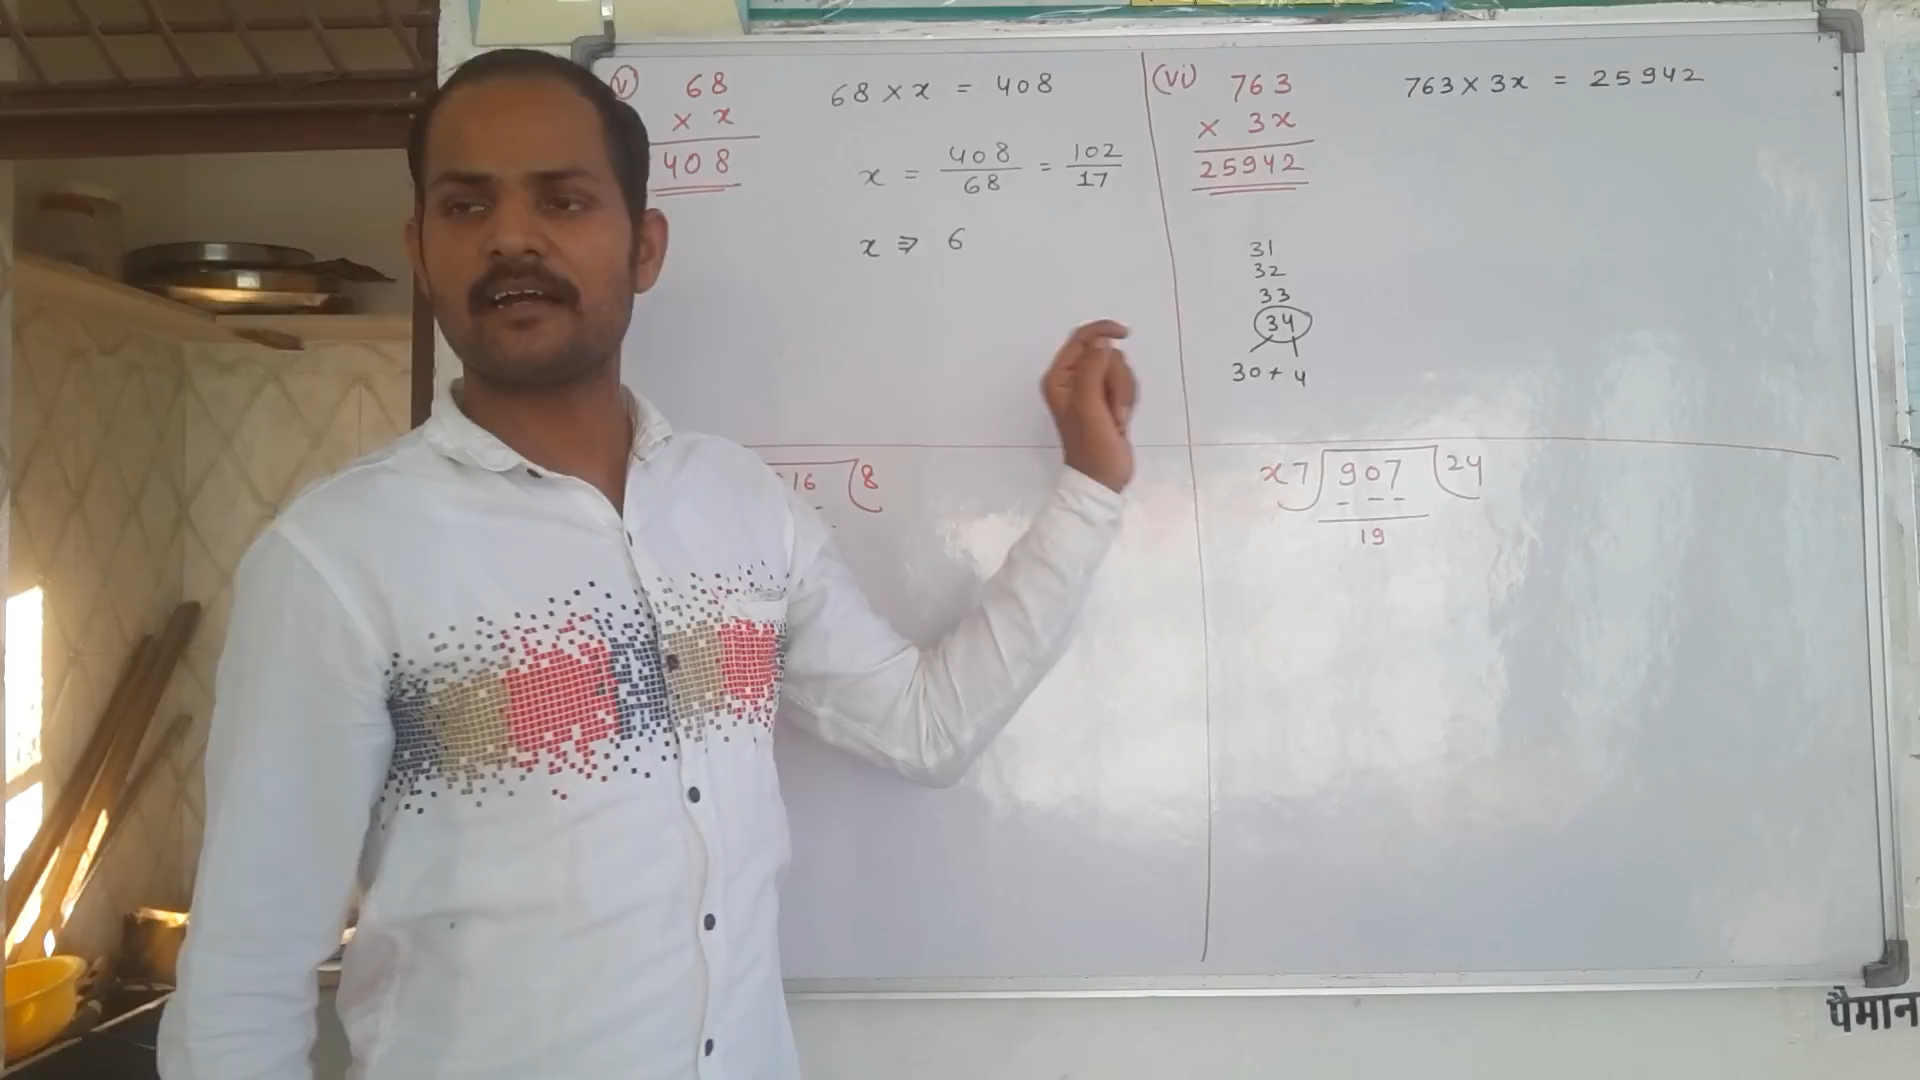 (v) 68
× x
408
68 × x = 408
x = 408/68 = 102/17
x ⇒ 6
(vi) 763
× 3x
25942
763 × 3x = 25942
31
32
33
34
30 + 4
16 8
x7 907 24
- - -
19
पैमान